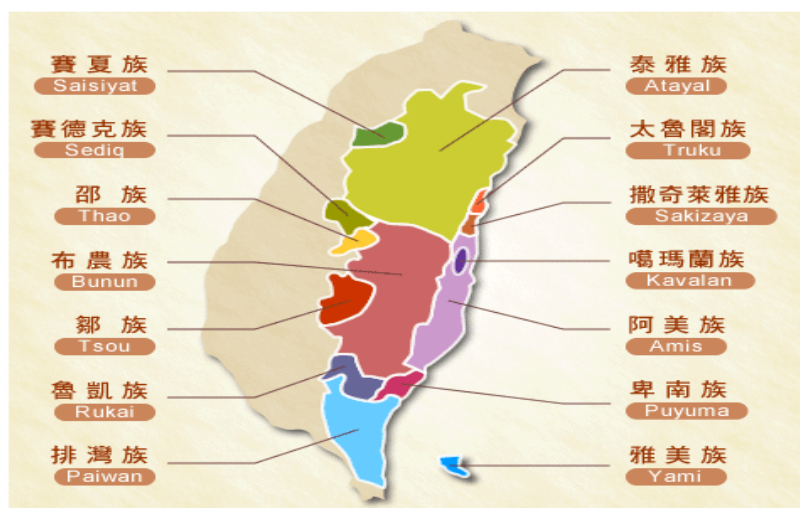 賽夏族
Saisiyat
賽德克族
Sediq
邵 族
Thao
布農族
Bunun
鄒 族
Tsou
魯凱族
Rukai
排灣族
Paiwan
泰雅族
Atayal
太魯閣族
Truku
撒奇萊雅族
Sakizaya
噶瑪蘭族
Kavalan
阿美族
Amis
卑南族
Puyuma
雅美族
Yami